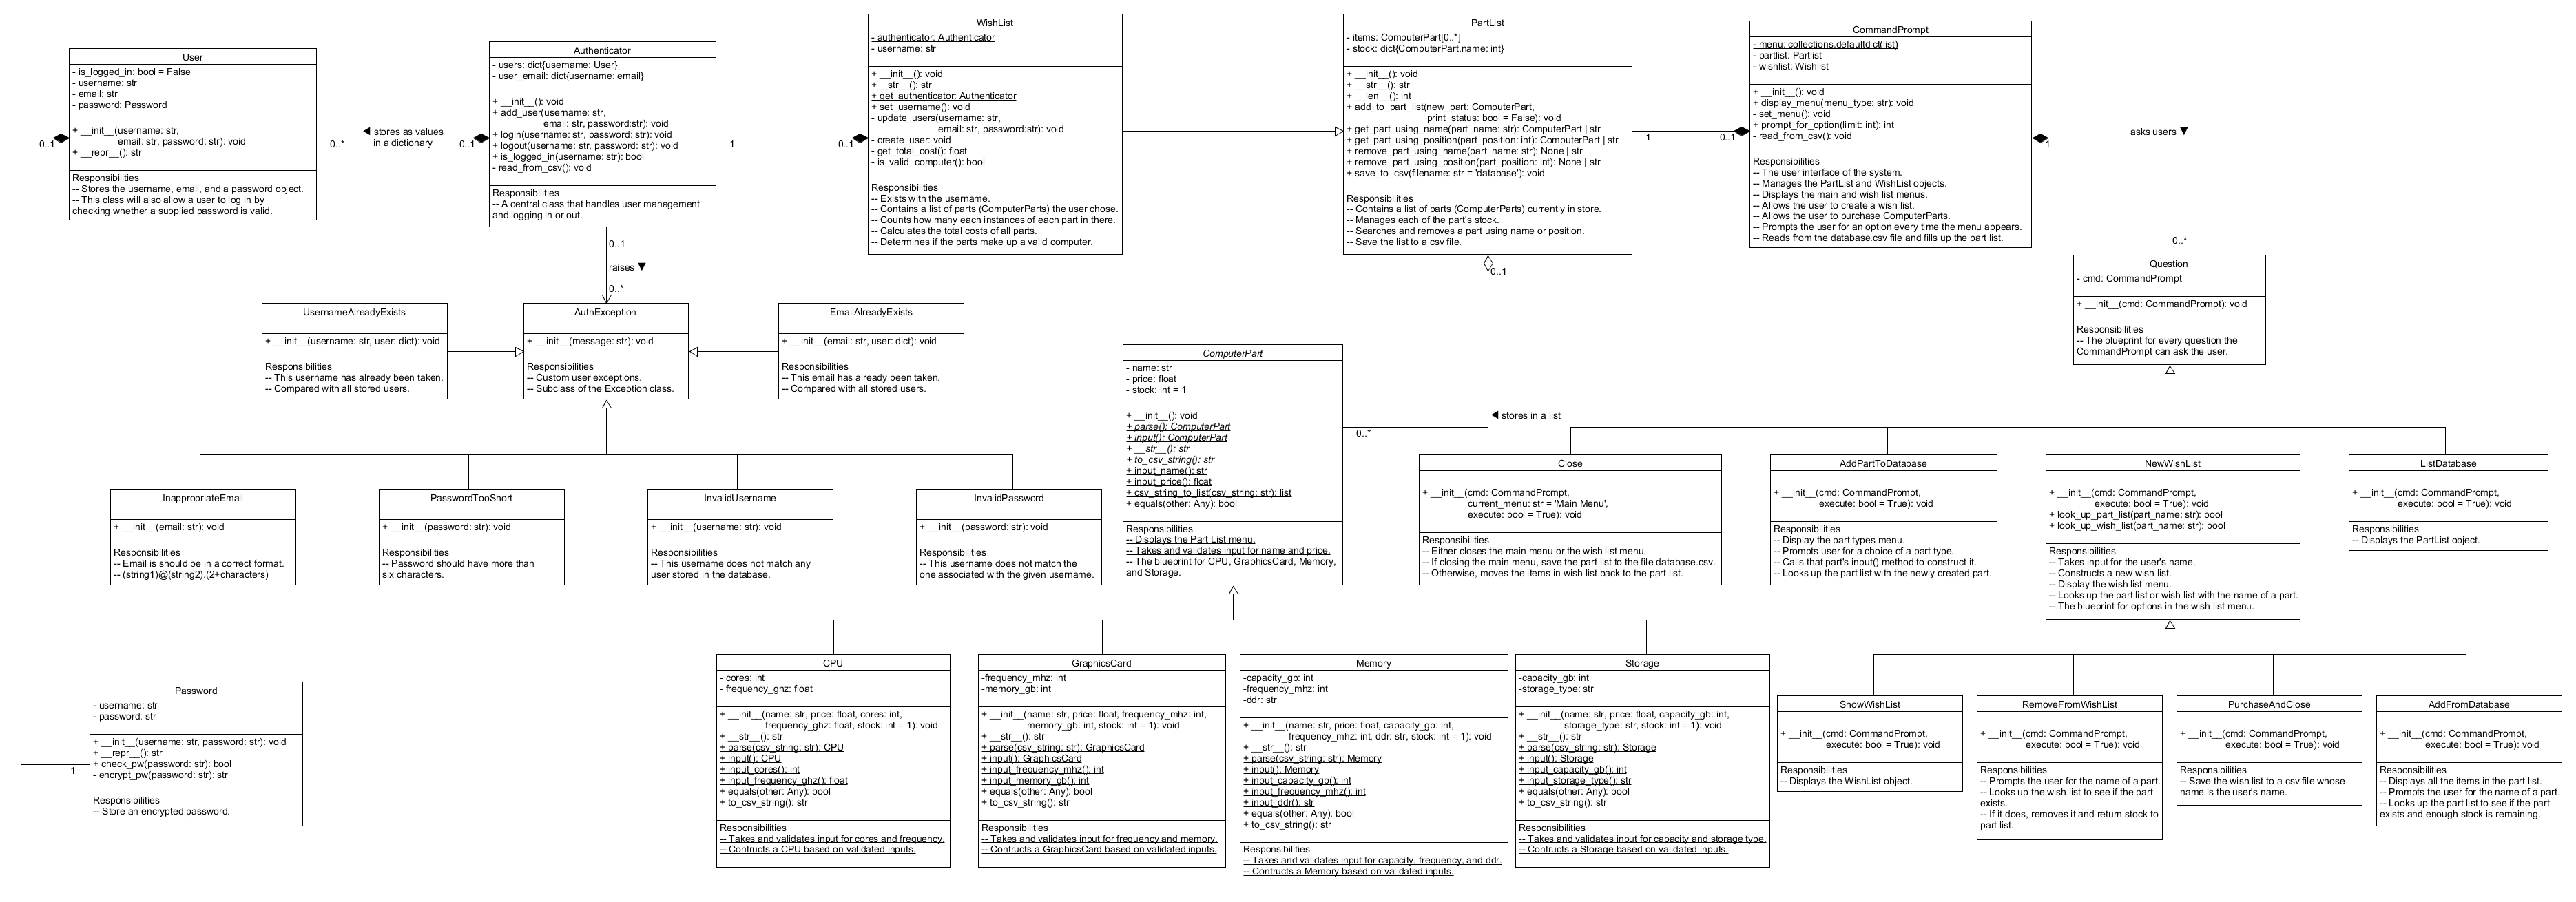 User
- is_logged_in: bool = False
- username: str
- email: str
- password: Password
+ __init__(username: str,
email: str, password: str): void
+ __repr__(): str
Responsibilities
-- Stores the username, email, and a password object.
-- This class will also allow a user to log in by
checking whether a supplied password is valid.
0..1
◀ stores as values
in a dictionary
0..*
0..1
Authenticator
- users: dict{username: User}
- user_email: dict{username: email}
+ __init__(): void
+ add_user(username: str,
email: str, password:str): void
+ login(username: str, password: str): void
+ logout(username: str, password: str): void
+ is_logged_in(username: str): bool
- read_from_csv(): void
Responsibilities
-- A central class that handles user management
and logging in or out.
1
0..1
WishList
- authenticator: Authenticator
- username: str
+ __init__(): void
+__str__(): str
+ get_authenticator: Authenticator
+ set_username(): void
- update_users(username: str,
email: str, password:str): void
- create_user: void
- get_total_cost(): float
- is_valid_computer(): bool
Responsibilities
-- Exists with the username.
-- Contains a list of parts (ComputerParts) the user chose.
-- Counts how many each instances of each part in there.
-- Calculates the total costs of all parts.
-- Determines if the parts make up a valid computer.
PartList
- items: ComputerPart[0..*]
- stock: dict{ComputerPart.name: int}
+ __init__(): void
+ __str__(): str
+ __len__(): int
+ add_to_part_list(new_part: ComputerPart,
print_status: bool = False): void
+ get_part_using_name(part_name: str): ComputerPart | str
+ get_part_using_position(part_position: int): ComputerPart | str
+ remove_part_using_name(part_name: str): None | str
+ remove_part_using_position(part_position: int): None | str
+ save_to_csv(filename: str = 'database'): void
Responsibilities
-- Contains a list of parts (ComputerParts) currently in store.
-- Manages each of the part's stock.
-- Searches and removes a part using name or position.
-- Save the list to a csv file.
1
0..1
CommandPrompt
- menu: collections.defaultdict(list)
- partlist: Partlist
- wishlist: Wishlist
+ __init__(): void
+ display_menu(menu_type: str): void
- set_menu(): void
+ prompt_for_option(limit: int): int
- read_from_csv(): void
Responsibilities
-- The user interface of the system.
-- Manages the PartList and WishList objects.
-- Displays the main and wish list menus.
-- Allows the user to create a wish list.
-- Allows the user to purchase ComputerParts.
-- Prompts the user for an option every time the menu appears.
-- Reads from the database.csv file and fills up the part list.
asks users ▼
1
0..*
Question
- cmd: CommandPrompt
+ __init__(cmd: CommandPrompt): void
Responsibilities
-- The blueprint for every question the
CommandPrompt can ask the user.
0..1
raises ▼
0..*
UsernameAlreadyExists
+ __init__(username: str, user: dict): void
Responsibilities
-- This username has already been taken.
-- Compared with all stored users.
AuthException
+ __init__(message: str): void
Responsibilities
-- Custom user exceptions.
-- Subclass of the Exception class.
EmailAlreadyExists
+ __init__(email: str, user: dict): void
Responsibilities
-- This email has already been taken.
-- Compared with all stored users.
0..1
◀ stores in a list
0..*
ComputerPart
- name: str
- price: float
- stock: int = 1
+ __init__(): void
+ parse(): ComputerPart
+ input(): ComputerPart
+ __str__(): str
+ to_csv_string(): str
+ input_name(): str
+ input_price(): float
+ csv_string_to_list(csv_string: str): list
+ equals(other: Any): bool
Responsibilities
-- Displays the Part List menu.
-- Takes and validates input for name and price.
-- The blueprint for CPU, GraphicsCard, Memory,
and Storage.
InappropriateEmail
+ __init__(email: str): void
Responsibilities
-- Email is should be in a correct format.
-- (string1)@(string2).(2+characters)
PasswordTooShort
+ __init__(password: str): void
Responsibilities
-- Password should have more than
six characters.
InvalidUsername
+ __init__(username: str): void
Responsibilities
-- This username does not match any
user stored in the database.
InvalidPassword
+ __init__(password: str): void
Responsibilities
-- This username does not match the
one associated with the given username.
Close
+ __init__(cmd: CommandPrompt,
current_menu: str = 'Main Menu',
execute: bool = True): void
Responsibilities
-- Either closes the main menu or the wish list menu.
-- If closing the main menu, save the part list to the file database.csv.
-- Otherwise, moves the items in wish list back to the part list.
AddPartToDatabase
+ __init__(cmd: CommandPrompt,
execute: bool = True): void
Responsibilities
-- Display the part types menu.
-- Prompts user for a choice of a part type.
-- Calls that part's input() method to construct it.
-- Looks up the part list with the newly created part.
NewWishList
+ __init__(cmd: CommandPrompt,
execute: bool = True): void
+ look_up_part_list(part_name: str): bool
+ look_up_wish_list(part_name: str): bool
Responsibilities
-- Takes input for the user's name.
-- Constructs a new wish list.
-- Display the wish list menu.
-- Looks up the part list or wish list with the name of a part.
-- The blueprint for options in the wish list menu.
ListDatabase
+ __init__(cmd: CommandPrompt,
execute: bool = True): void
Responsibilities
-- Displays the PartList object.
Password
- username: str
- password: str
+ __init__(username: str, password: str): void
+ __repr__(): str
+ check_pw(password: str): bool
- encrypt_pw(password: str): str
Responsibilities
-- Store an encrypted password.
1
CPU
- cores: int
- frequency_ghz: float
+ __init__(name: str, price: float, cores: int,
frequency_ghz: float, stock: int = 1): void
+ __str__(): str
+ parse(csv_string: str): CPU
+ input(): CPU
+ input_cores(): int
+ input_frequency_ghz(): float
+ equals(other: Any): bool
+ to_csv_string(): str
Responsibilities
-- Takes and validates input for cores and frequency.
-- Contructs a CPU based on validated inputs.
GraphicsCard
-frequency_mhz: int
-memory_gb: int
+ __init__(name: str, price: float, frequency_mhz: int,
memory_gb: int, stock: int = 1): void
+ __str__(): str
+ parse(csv_string: str): GraphicsCard
+ input(): GraphicsCard
+ input_frequency_mhz(): int
+ input_memory_gb(): int
+ equals(other: Any): bool
+ to_csv_string(): str
Responsibilities
-- Takes and validates input for frequency and memory.
-- Contructs a GraphicsCard based on validated inputs.
Memory
-capacity_gb: int
-frequency_mhz: int
-ddr: str
+ __init__(name: str, price: float, capacity_gb: int,
frequency_mhz: int, ddr: str, stock: int = 1): void
+ __str__(): str
+ parse(csv_string: str): Memory
+ input(): Memory
+ input_capacity_gb(): int
+ input_frequency_mhz(): int
+ input_ddr(): str
+ equals(other: Any): bool
+ to_csv_string(): str
Responsibilities
-- Takes and validates input for capacity, frequency, and ddr.
-- Contructs a Memory based on validated inputs.
Storage
-capacity_gb: int
-storage_type: str
+ __init__(name: str, price: float, capacity_gb: int,
storage_type: str, stock: int = 1): void
+ __str__(): str
+ parse(csv_string: str): Storage
+ input(): Storage
+ input_capacity_gb(): int
+ input_storage_type(): str
+ equals(other: Any): bool
+ to_csv_string(): str
Responsibilities
-- Takes and validates input for capacity and storage type.
-- Contructs a Storage based on validated inputs.
ShowWishList
+ __init__(cmd: CommandPrompt,
execute: bool = True): void
Responsibilities
-- Displays the WishList object.
RemoveFromWishList
+ __init__(cmd: CommandPrompt,
execute: bool = True): void
Responsibilities
-- Prompts the user for the name of a part.
-- Looks up the wish list to see if the part
exists.
-- If it does, removes it and return stock to
part list.
PurchaseAndClose
+ __init__(cmd: CommandPrompt,
execute: bool = True): void
Responsibilities
-- Save the wish list to a csv file whose
name is the user's name.
AddFromDatabase
+ __init__(cmd: CommandPrompt,
execute: bool = True): void
Responsibilities
-- Displays all the items in the part list.
-- Prompts the user for the name of a part.
-- Looks up the part list to see if the part
exists and enough stock is remaining.